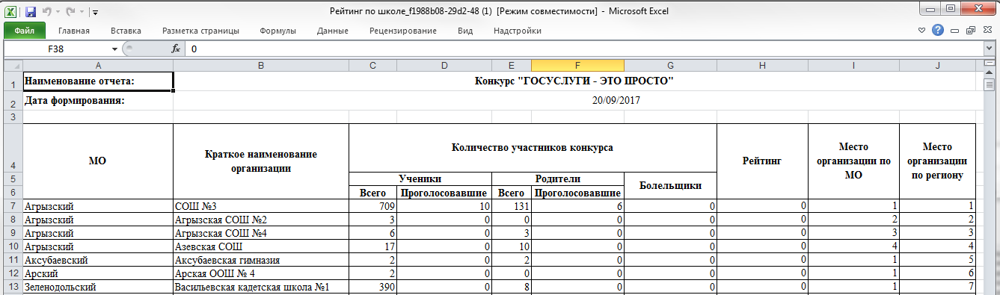 Рейтинг по школе_f1988b08-29d2-48 (1) [Режим совместимости] - Microsoft Excel
Файл Главная Вставка Разметка страницы Формулы Данные Рецензирование Вид Надстройки
F38 fx 0
A B C D E F G H I J
1 Наименование отчета: Конкурс "ГОСУСЛУГИ - ЭТО ПРОСТО"
2 Дата формирования: 20/09/2017
3
4 МО Краткое наименование организации Количество участников конкурса Рейтинг Место организации по МО Место организации по региону
5 Ученики Родители Болельщики
6 Всего Проголосовавшие Всего Проголосовавшие
7 Агрызский СОШ №3 709 10 131 6 0 0 1 1
8 Агрызский Агрызская СОШ №2 3 0 0 0 0 0 2 2
9 Агрызский Агрызская СОШ №4 6 0 3 0 0 0 3 3
10 Агрызский Азевская СОШ 17 0 10 0 0 0 4 4
11 Аксубаевский Аксубаевская гимназия 2 0 2 0 0 0 1 5
12 Арский Арская ООШ № 4 2 0 0 0 0 0 1 6
13 Зеленодольский Васильевская кадетская школа №1 390 0 8 0 0 0 1 7